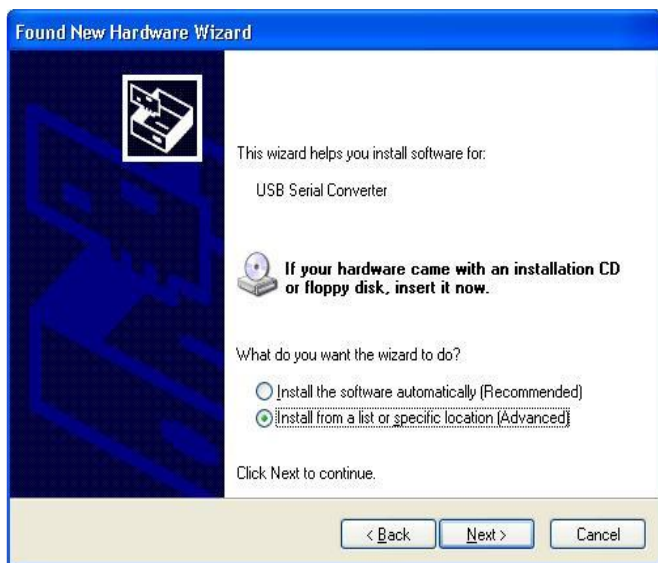 Found New Hardware Wizard
This wizard helps you install software for:
USB Serial Converter
If your hardware came with an installation CD
or floppy disk, insert it now.
What do you want the wizard to do?
Install the software automatically (Recommended)
Install from a list or specific location (Advanced)
Click Next to continue.
< Back
Next >
Cancel